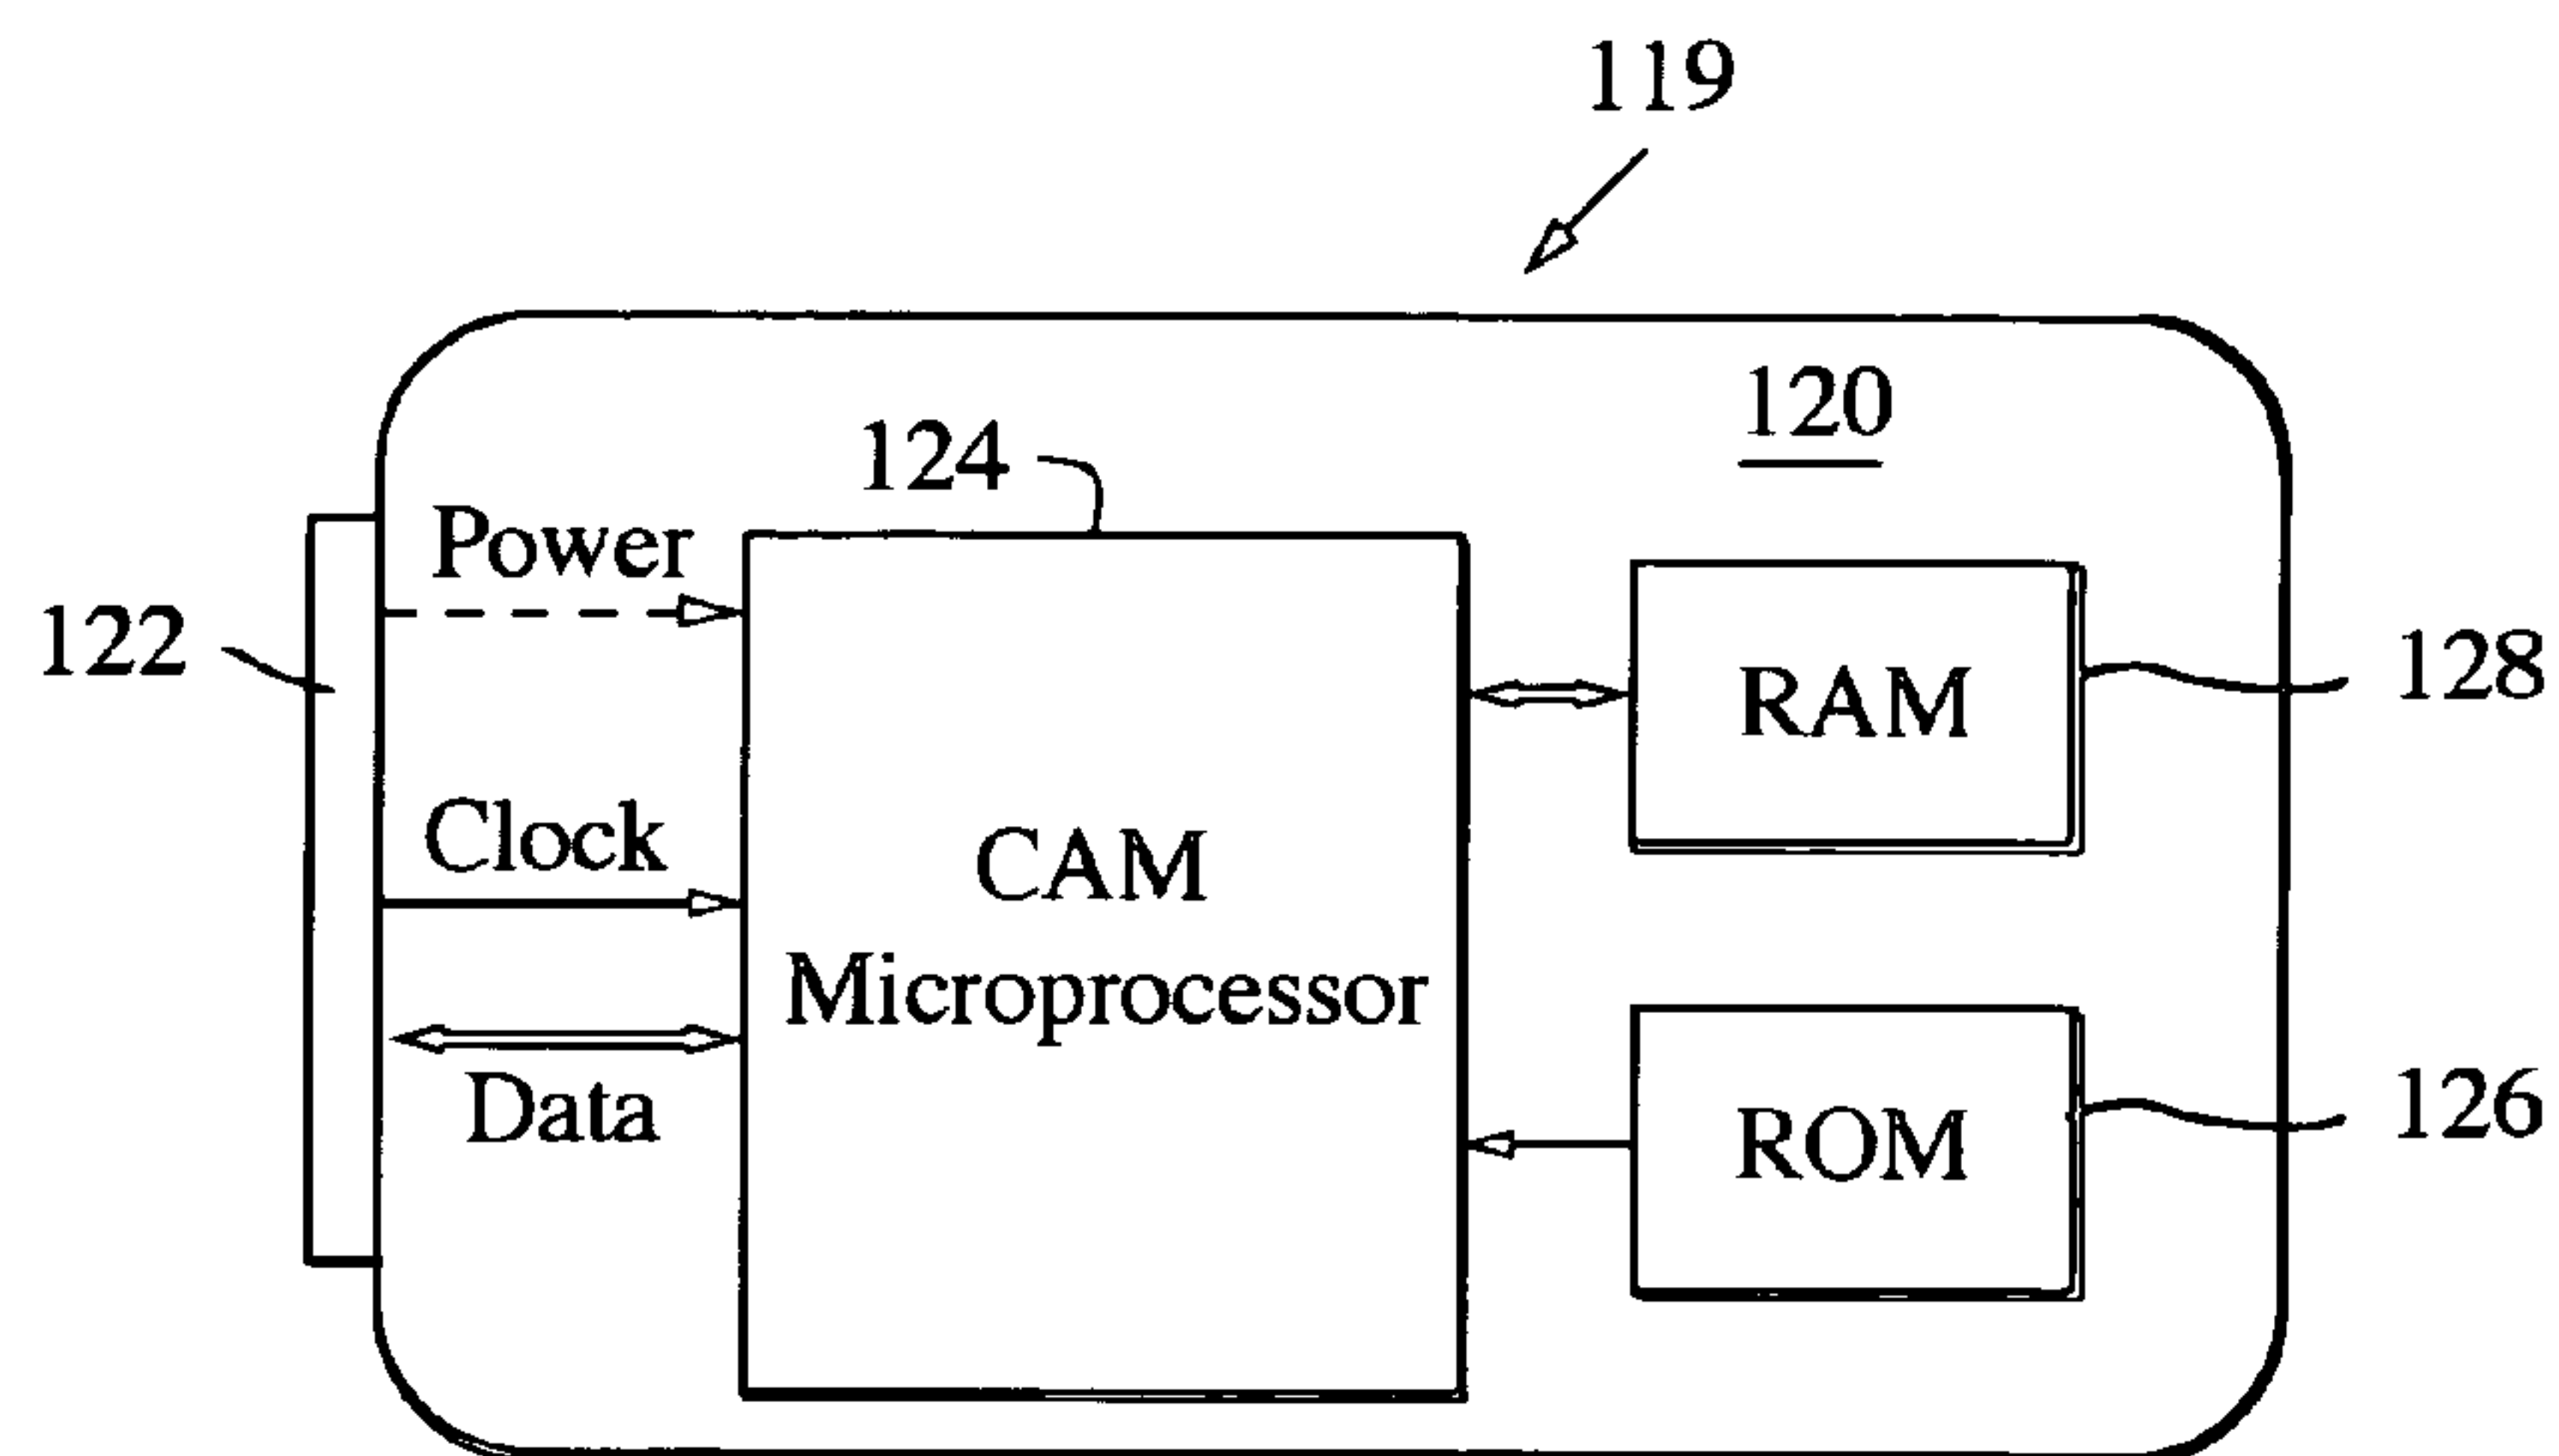 119
120
124
Power
122
RAM
128
Clock
CAM
Microprocessor
Data
ROM
126